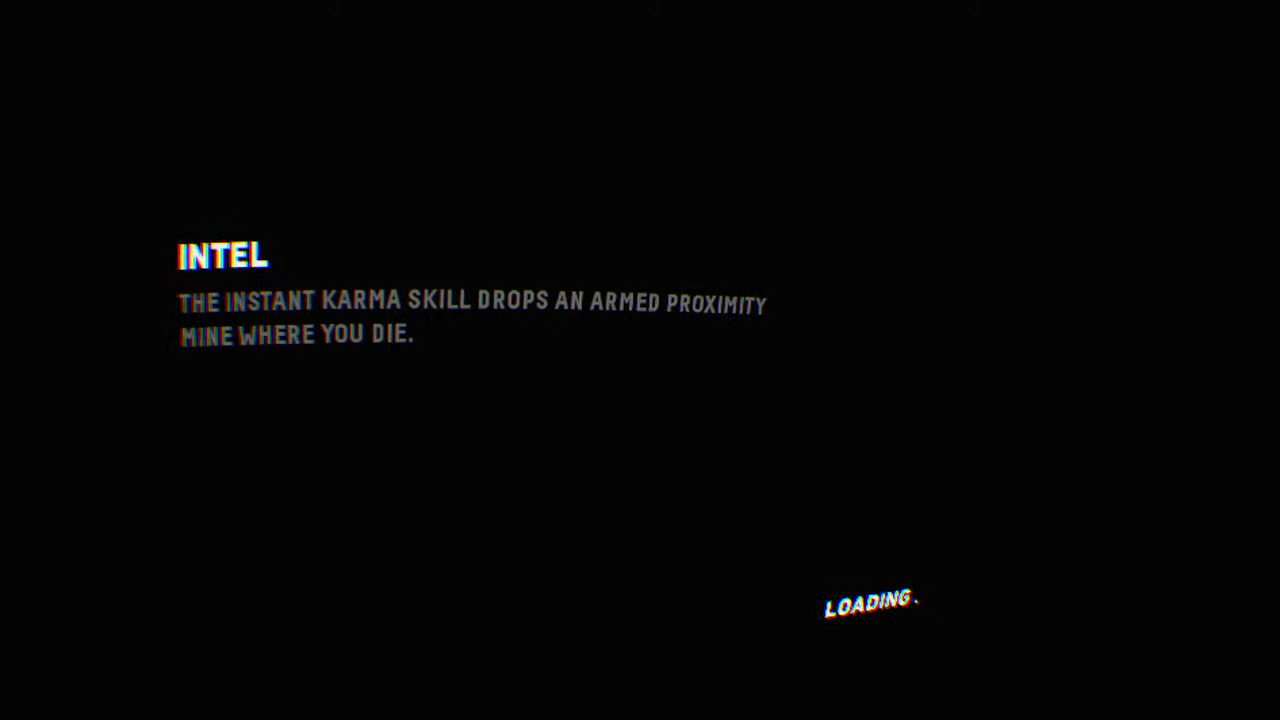 INTEL
THE INSTANT KARMA SKILL DROPS AN ARMED PROXIMITY
MINE WHERE YOU DIE.
LOADING.